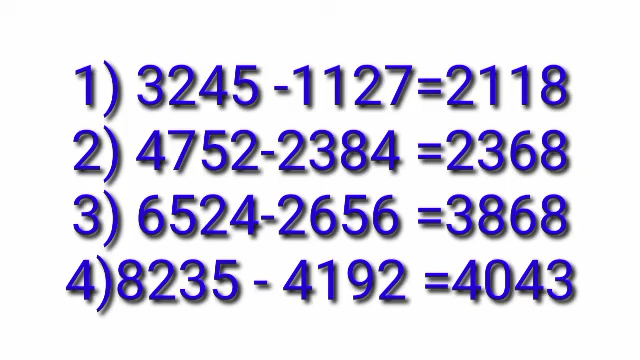 1) 3245 -1127=2118
2) 4752-2384 =2368
3) 6524-2656 =3868
4)8235 - 4192 =4043